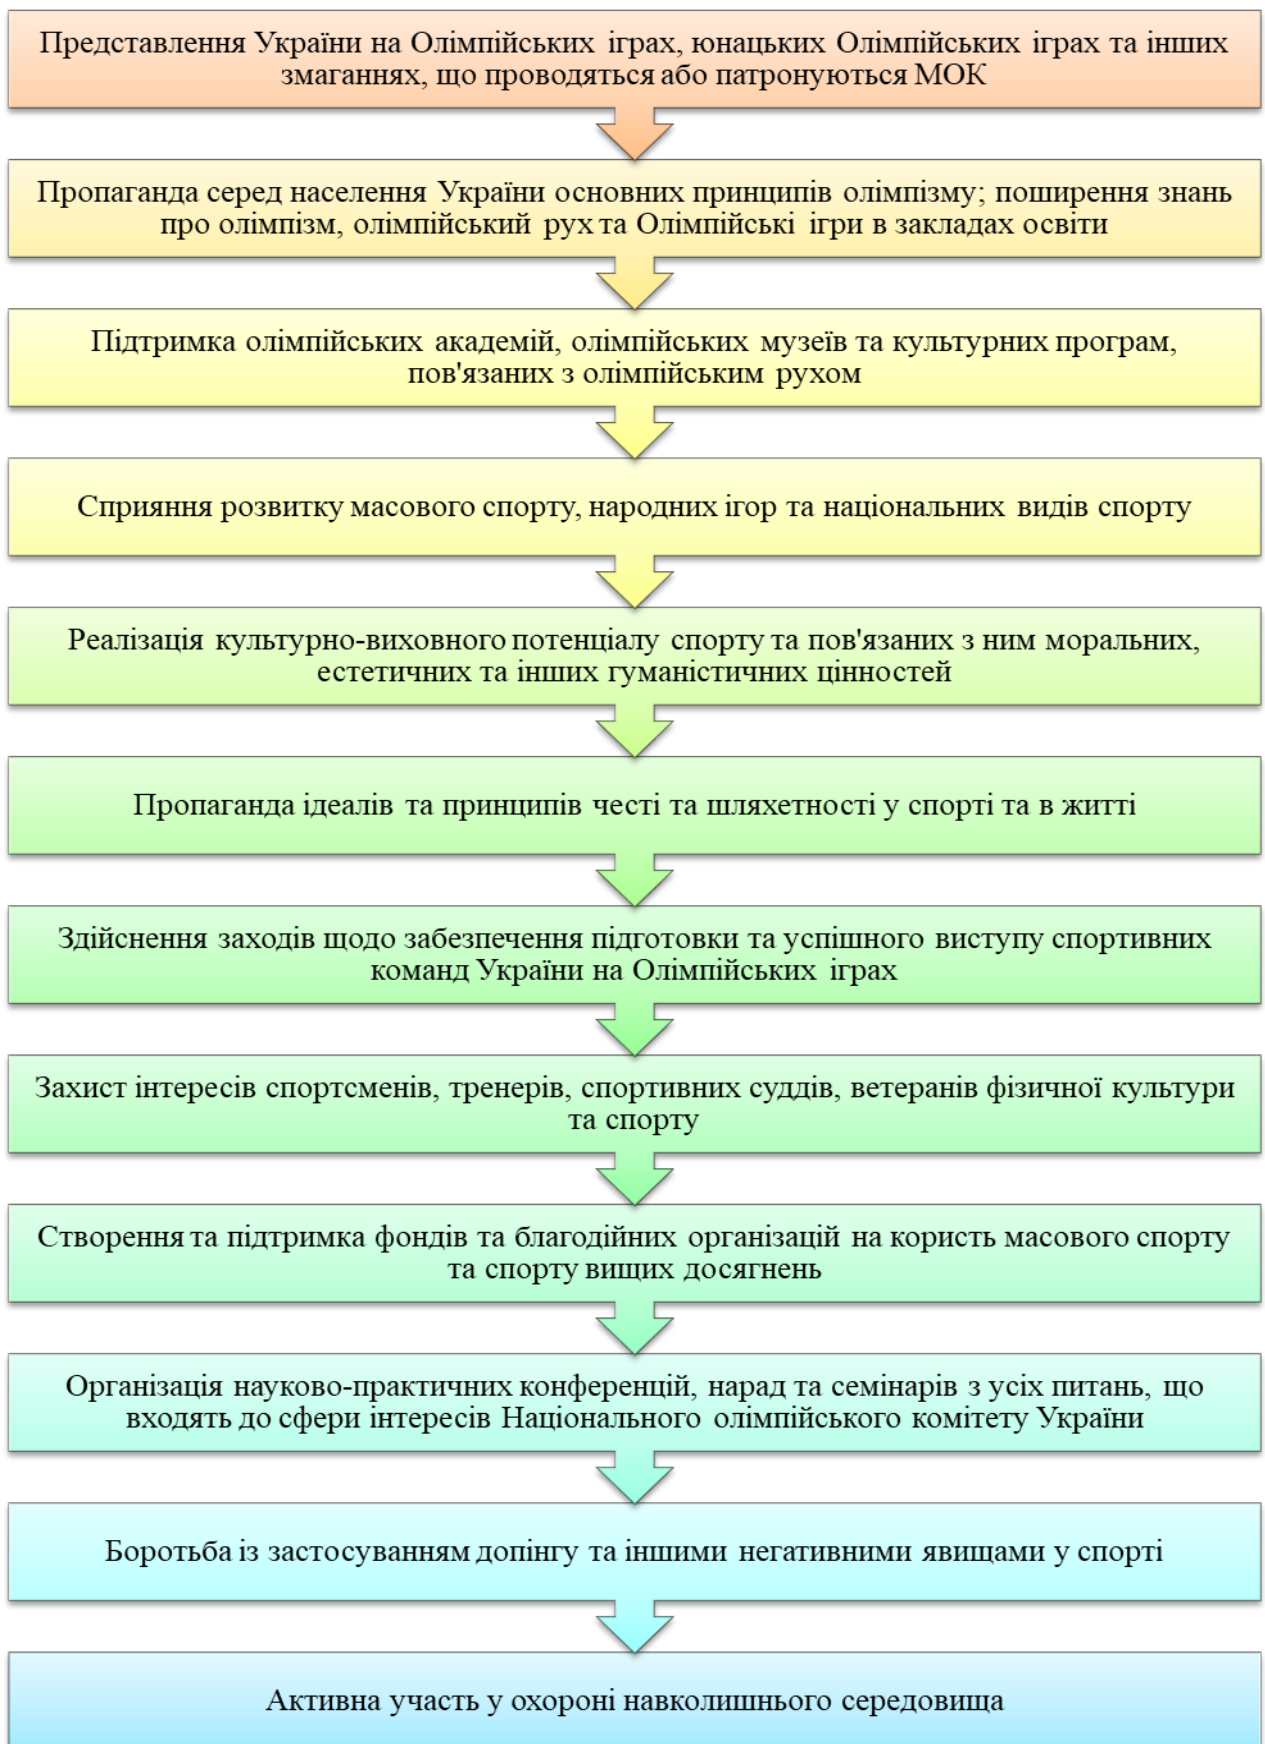 Представлення України на Олімпійських іграх, юнацьких Олімпійських іграх та інших
змаганнях, що проводяться або патронуються МОК
Пропаганда серед населення України основних принципів олімпізму; поширення знань
про олімпізм, олімпійський рух та Олімпійські ігри в закладах освіти
Підтримка олімпійських академій, олімпійських музеїв та культурних програм,
пов'язаних з олімпійським рухом
Сприяння розвитку масового спорту, народних ігор та національних видів спорту
Реалізація культурно-виховного потенціалу спорту та пов'язаних з ним моральних,
естетичних та інших гуманістичних цінностей
Пропаганда ідеалів та принципів честі та шляхетності у спорті та в житті
Здійснення заходів щодо забезпечення підготовки та успішного виступу спортивних
команд України на Олімпійських іграх
Захист інтересів спортсменів, тренерів, спортивних суддів, ветеранів фізичної культури
та спорту
Створення та підтримка фондів та благодійних організацій на користь масового спорту
та спорту вищих досягнень
Організація науково-практичних конференцій, нарад та семінарів з усіх питань, що
входять до сфери інтересів Національного олімпійського комітету України
Боротьба із застосуванням допінгу та іншими негативними явищами у спорті
Активна участь у охороні навколишнього середовища